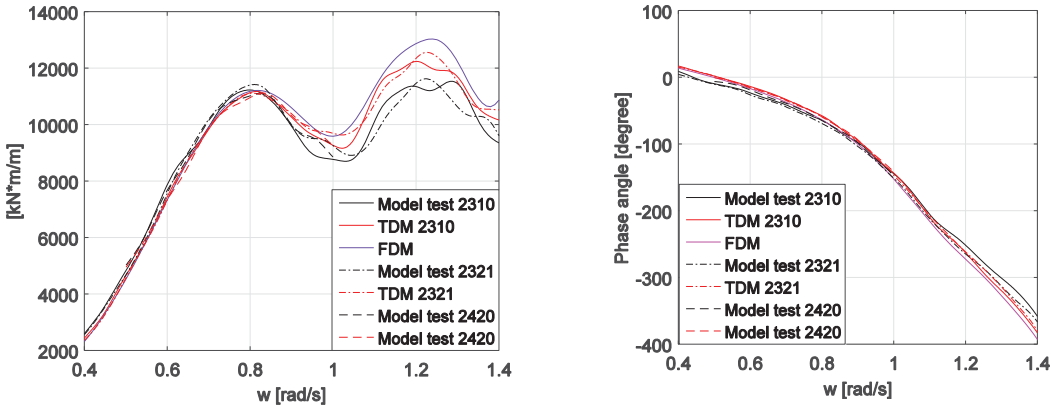 14000
12000
10000
8000
6000
4000
2000
[kN*m/m]
Model test 2310
TDM 2310
FDM
Model test 2321
TDM 2321
Model test 2420
Model test 2420
0.4 0.6 0.8 1 1.2 1.4
w [rad/s]
100
0
-100
-200
-300
-400
Phase angle [degree]
Model test 2310
TDM 2310
FDM
Model test 2321
TDM 2321
Model test 2420
Model test 2420
0.4 0.6 0.8 1 1.2 1.4
w [rad/s]